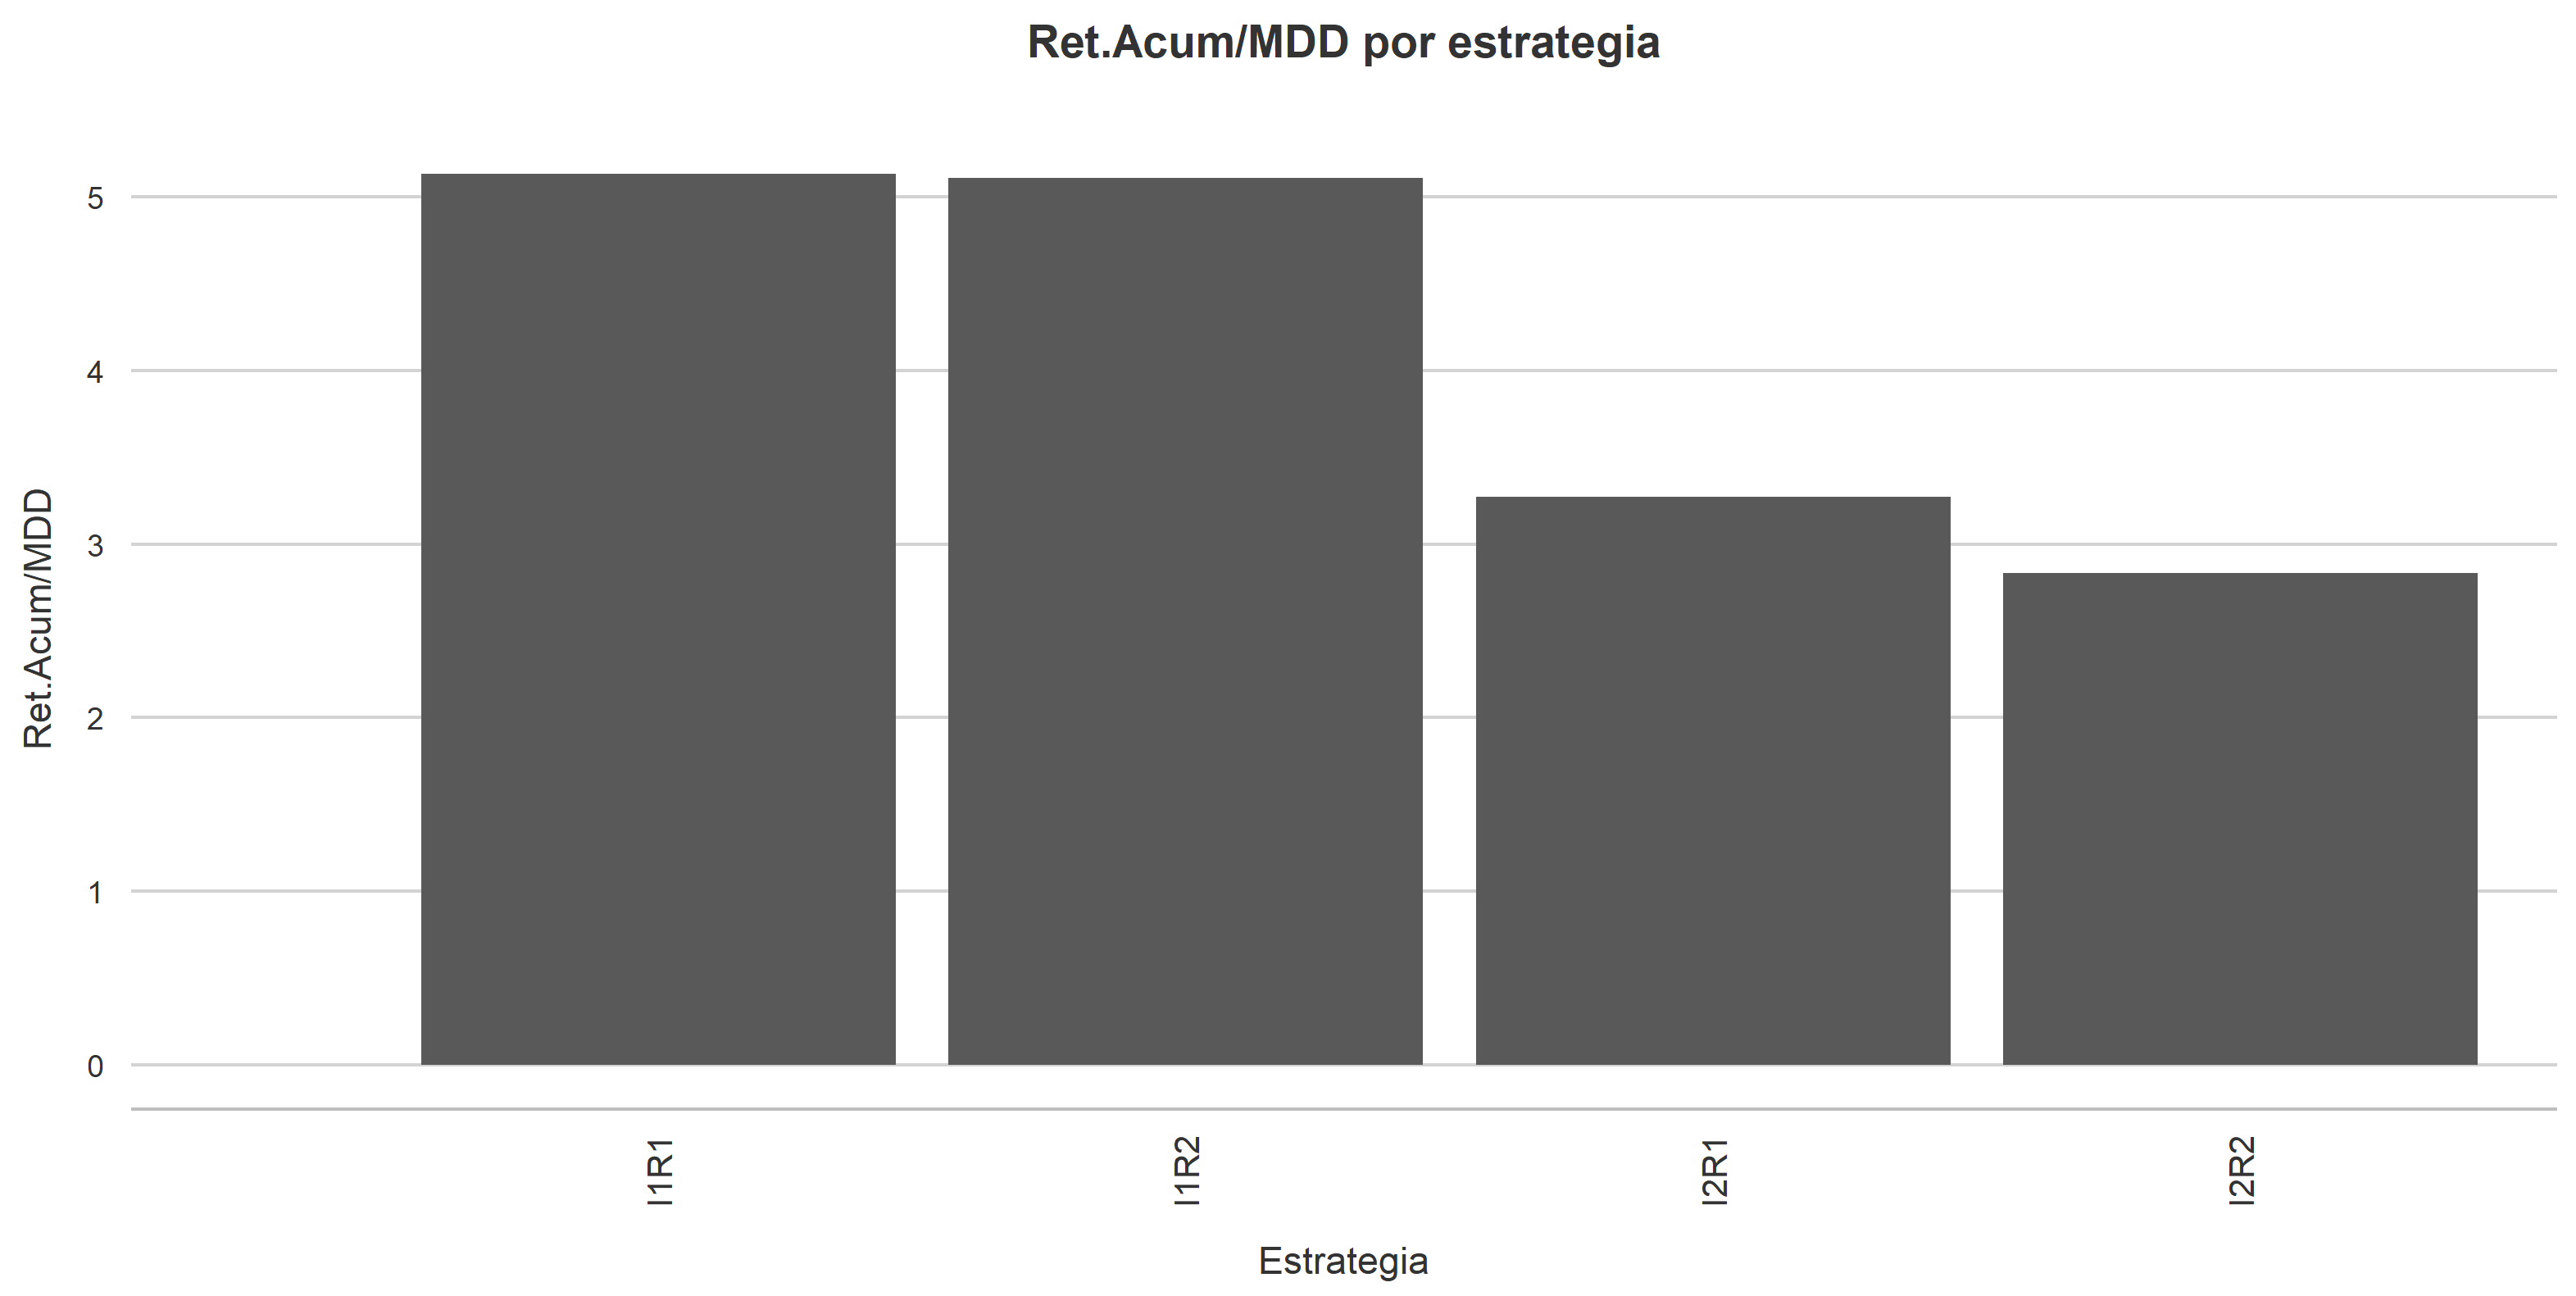 Ret.Acum/MDD por estrategia
Ret.Acum/MDD
5
4
3
2
1
0
I1R1
I1R2
I2R1
I2R2
Estrategia